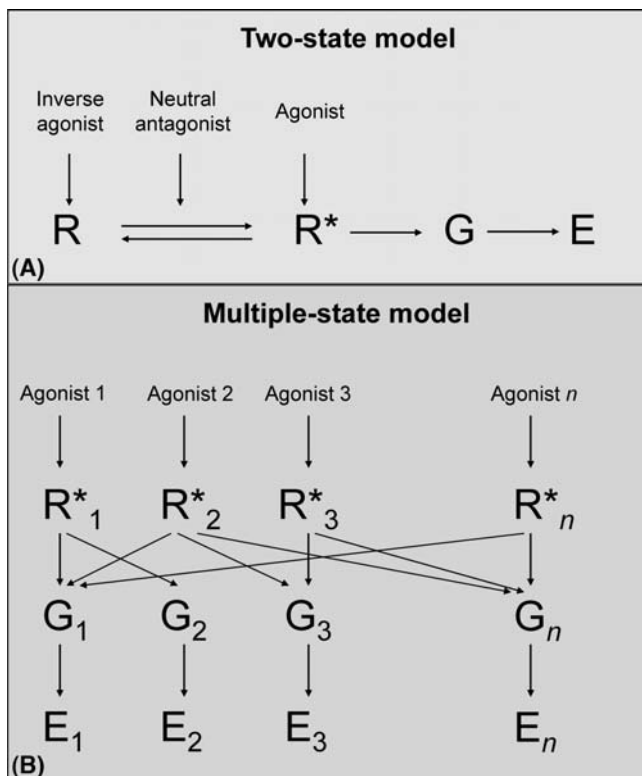 Two-state model
Inverse agonist
Neutral antagonist
Agonist
R
R*
G
E
(A)
Multiple-state model
Agonist 1 Agonist 2 Agonist 3 Agonist n
R*1 R*2 R*3 R*n
G1 G2 G3 Gn
E1 E2 E3 En
(B)